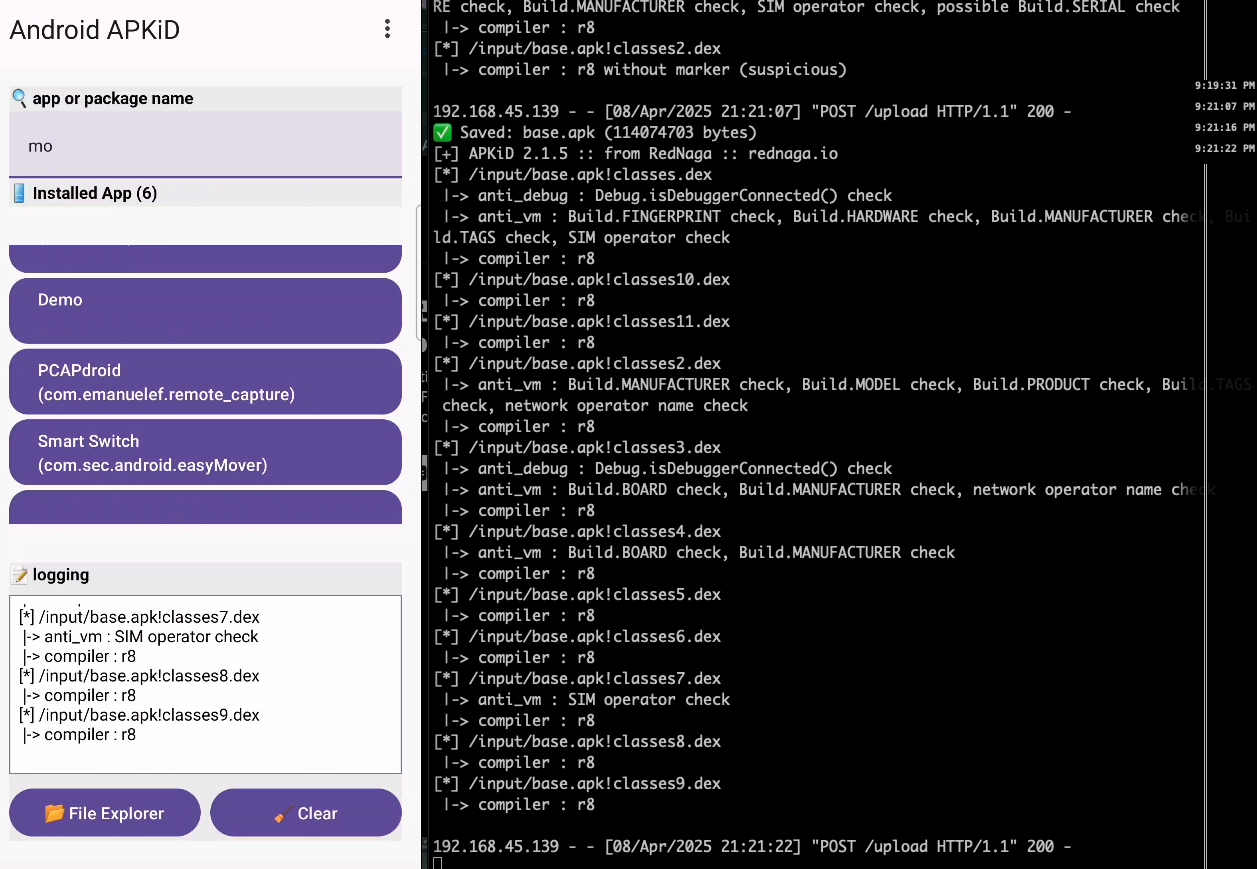 Android APKiD
🔍 app or package name
mo
📱 Installed App (6)
Demo
PCAPdroid
(com.emanuelef.remote_capture)
Smart Switch
(com.sec.android.easyMover)
📝 logging
[*] /input/base.apk!classes7.dex
|-> anti_vm : SIM operator check
|-> compiler : r8
[*] /input/base.apk!classes8.dex
|-> compiler : r8
[*] /input/base.apk!classes9.dex
|-> compiler : r8
📂 File Explorer
🧹 Clear
RE check, Build.MANUFACTURER check, SIM operator check, possible Build.SERIAL check
|-> compiler : r8
[*] /input/base.apk!classes2.dex
|-> compiler : r8 without marker (suspicious)
192.168.45.139 - - [08/Apr/2025 21:21:07] "POST /upload HTTP/1.1" 200 -
✅ Saved: base.apk (114074703 bytes)
[+] APKiD 2.1.5 :: from RedNaga :: rednaga.io
[*] /input/base.apk!classes.dex
|-> anti_debug : Debug.isDebuggerConnected() check
|-> anti_vm : Build.FINGERPRINT check, Build.HARDWARE check, Build.MANUFACTURER check, Bui
ld.TAGS check, SIM operator check
|-> compiler : r8
[*] /input/base.apk!classes10.dex
|-> compiler : r8
[*] /input/base.apk!classes11.dex
|-> compiler : r8
[*] /input/base.apk!classes2.dex
|-> anti_vm : Build.MANUFACTURER check, Build.MODEL check, Build.PRODUCT check, Build.TAGS
check, network operator name check
|-> compiler : r8
[*] /input/base.apk!classes3.dex
|-> anti_debug : Debug.isDebuggerConnected() check
|-> anti_vm : Build.BOARD check, Build.MANUFACTURER check, network operator name check
|-> compiler : r8
[*] /input/base.apk!classes4.dex
|-> anti_vm : Build.BOARD check, Build.MANUFACTURER check
|-> compiler : r8
[*] /input/base.apk!classes5.dex
|-> compiler : r8
[*] /input/base.apk!classes6.dex
|-> compiler : r8
[*] /input/base.apk!classes7.dex
|-> anti_vm : SIM operator check
|-> compiler : r8
[*] /input/base.apk!classes8.dex
|-> compiler : r8
[*] /input/base.apk!classes9.dex
|-> compiler : r8
192.168.45.139 - - [08/Apr/2025 21:21:22] "POST /upload HTTP/1.1" 200 -
9:19:31 PM
9:21:07 PM
9:21:16 PM
9:21:22 PM